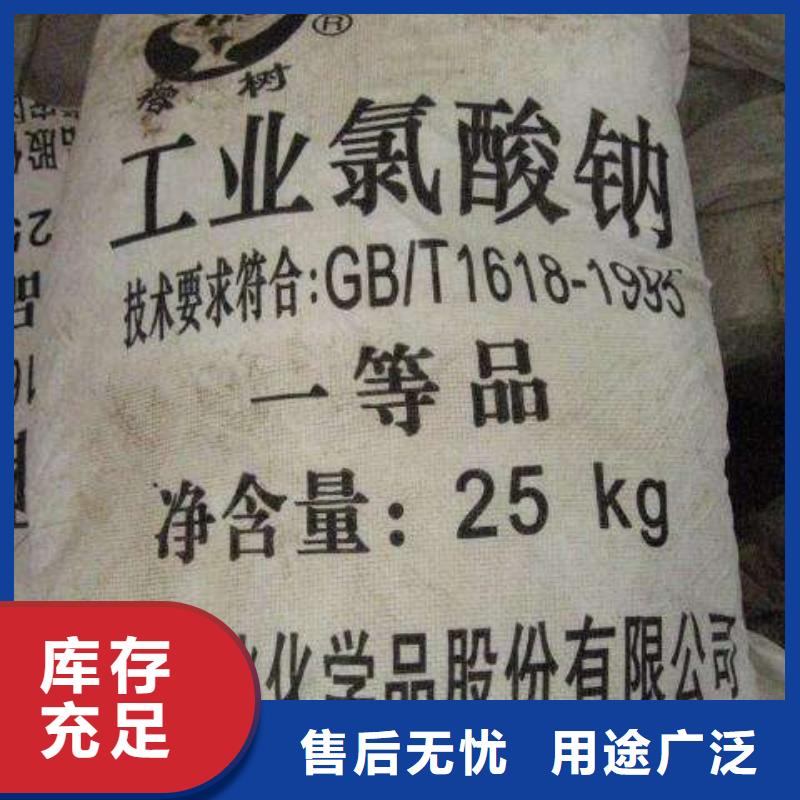 ®
树
工业氯酸钠
技术要求符合:GB/T1618-1995
一等品
净含量:25 kg
化学品股份有限公司
库存
充足
售后无忧 用途广泛